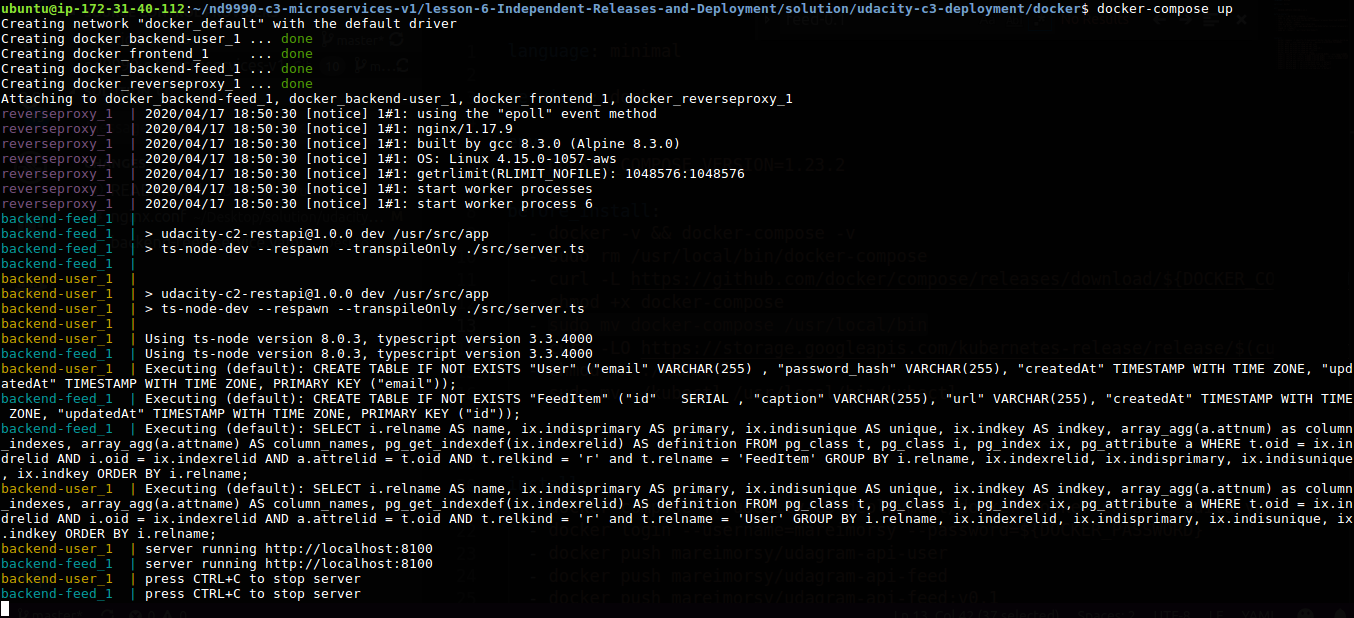 ubuntu@ip-172-31-40-112:~/nd9990-c3-microservices-v1/lesson-6-Independent-Releases-and-Deployment/solution/udacity-c3-deployment/docker$ docker-compose up
Creating network "docker_default" with the default driver
Creating docker_backend-user_1 ... done
Creating docker_frontend_1     ... done
Creating docker_backend-feed_1 ... done
Creating docker_reverseproxy_1 ... done
Attaching to docker_backend-feed_1, docker_backend-user_1, docker_frontend_1, docker_reverseproxy_1
reverseproxy_1  | 2020/04/17 18:50:30 [notice] 1#1: using the "epoll" event method
reverseproxy_1  | 2020/04/17 18:50:30 [notice] 1#1: nginx/1.17.9
reverseproxy_1  | 2020/04/17 18:50:30 [notice] 1#1: built by gcc 8.3.0 (Alpine 8.3.0)
reverseproxy_1  | 2020/04/17 18:50:30 [notice] 1#1: OS: Linux 4.15.0-1057-aws
reverseproxy_1  | 2020/04/17 18:50:30 [notice] 1#1: getrlimit(RLIMIT_NOFILE): 1048576:1048576
reverseproxy_1  | 2020/04/17 18:50:30 [notice] 1#1: start worker processes
reverseproxy_1  | 2020/04/17 18:50:30 [notice] 1#1: start worker process 6
backend-feed_1  |
backend-feed_1  | > udacity-c2-restapi@1.0.0 dev /usr/src/app
backend-feed_1  | > ts-node-dev --respawn --transpileOnly ./src/server.ts
backend-feed_1  |
backend-user_1  |
backend-user_1  | > udacity-c2-restapi@1.0.0 dev /usr/src/app
backend-user_1  | > ts-node-dev --respawn --transpileOnly ./src/server.ts
backend-user_1  |
backend-user_1  | Using ts-node version 8.0.3, typescript version 3.3.4000
backend-feed_1  | Using ts-node version 8.0.3, typescript version 3.3.4000
backend-user_1  | Executing (default): CREATE TABLE IF NOT EXISTS "User" ("email" VARCHAR(255) , "password_hash" VARCHAR(255), "createdAt" TIMESTAMP WITH TIME ZONE, "upd
atedAt" TIMESTAMP WITH TIME ZONE, PRIMARY KEY ("email"));
backend-feed_1  | Executing (default): CREATE TABLE IF NOT EXISTS "FeedItem" ("id"   SERIAL , "caption" VARCHAR(255), "url" VARCHAR(255), "createdAt" TIMESTAMP WITH TIME
 ZONE, "updatedAt" TIMESTAMP WITH TIME ZONE, PRIMARY KEY ("id"));
backend-feed_1  | Executing (default): SELECT i.relname AS name, ix.indisprimary AS primary, ix.indisunique AS unique, ix.indkey AS indkey, array_agg(a.attnum) as column
_indexes, array_agg(a.attname) AS column_names, pg_get_indexdef(ix.indexrelid) AS definition FROM pg_class t, pg_class i, pg_index ix, pg_attribute a WHERE t.oid = ix.in
drelid AND i.oid = ix.indexrelid AND a.attrelid = t.oid AND t.relkind = 'r' and t.relname = 'FeedItem' GROUP BY i.relname, ix.indexrelid, ix.indisprimary, ix.indisunique
, ix.indkey ORDER BY i.relname;
backend-user_1  | Executing (default): SELECT i.relname AS name, ix.indisprimary AS primary, ix.indisunique AS unique, ix.indkey AS indkey, array_agg(a.attnum) as column
_indexes, array_agg(a.attname) AS column_names, pg_get_indexdef(ix.indexrelid) AS definition FROM pg_class t, pg_class i, pg_index ix, pg_attribute a WHERE t.oid = ix.in
drelid AND i.oid = ix.indexrelid AND a.attrelid = t.oid AND t.relkind = 'r' and t.relname = 'User' GROUP BY i.relname, ix.indexrelid, ix.indisprimary, ix.indisunique, ix
.indkey ORDER BY i.relname;
backend-user_1  | server running http://localhost:8100
backend-feed_1  | server running http://localhost:8100
backend-user_1  | press CTRL+C to stop server
backend-feed_1  | press CTRL+C to stop server